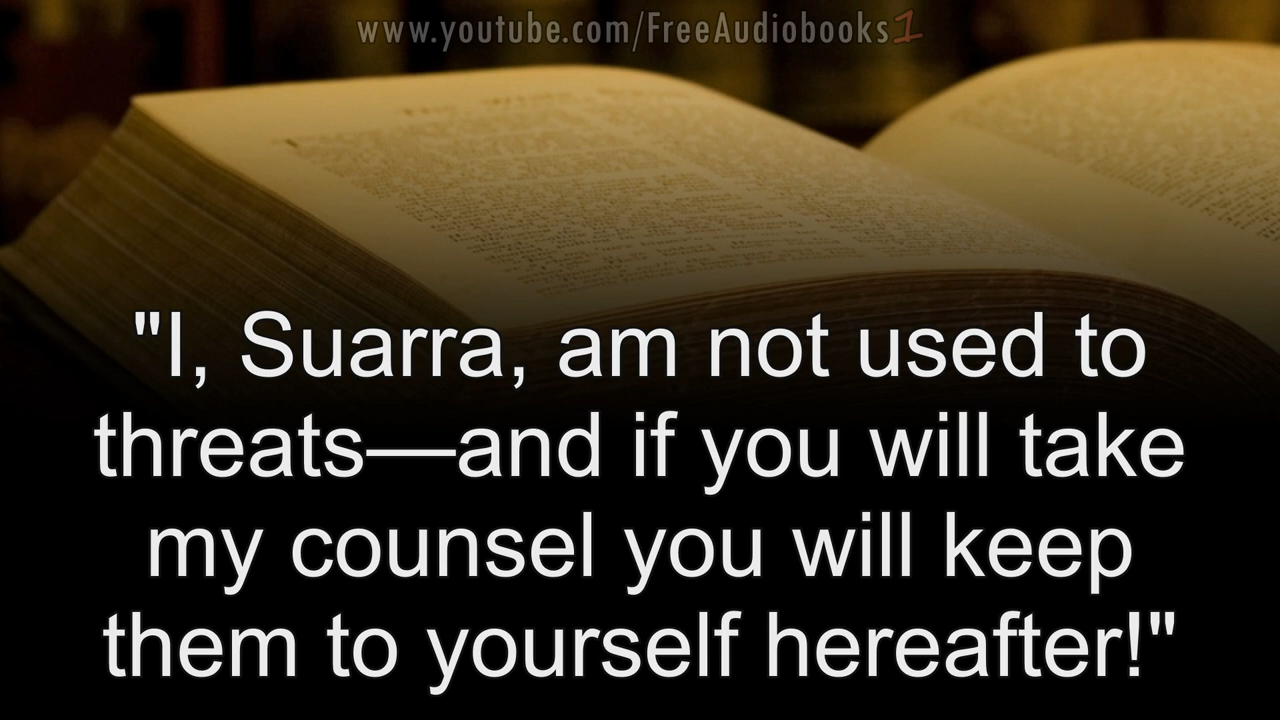 www.youtube.com/FreeAudiobooks1
"I, Suarra, am not used to
threats—and if you will take
my counsel you will keep
them to yourself hereafter!"